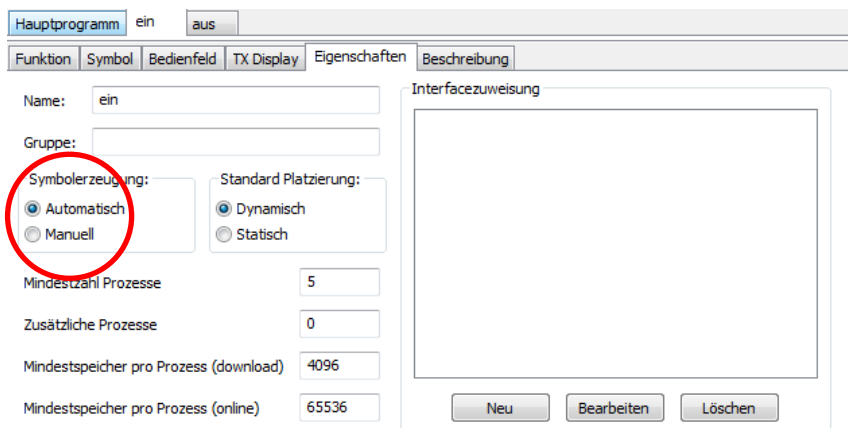 Hauptprogramm ein aus
Funktion Symbol Bedienfeld TX Display Eigenschaften Beschreibung
Name: ein
Gruppe:
Symbolerzeugung: Standard Platzierung:
Automatisch Dynamisch
Manuell Statisch
Mindestzahl Prozesse 5
Zusätzliche Prozesse 0
Mindestspeicher pro Prozess (download) 4096
Mindestspeicher pro Prozess (online) 65536
Interfacezuweisung
Neu Bearbeiten Löschen